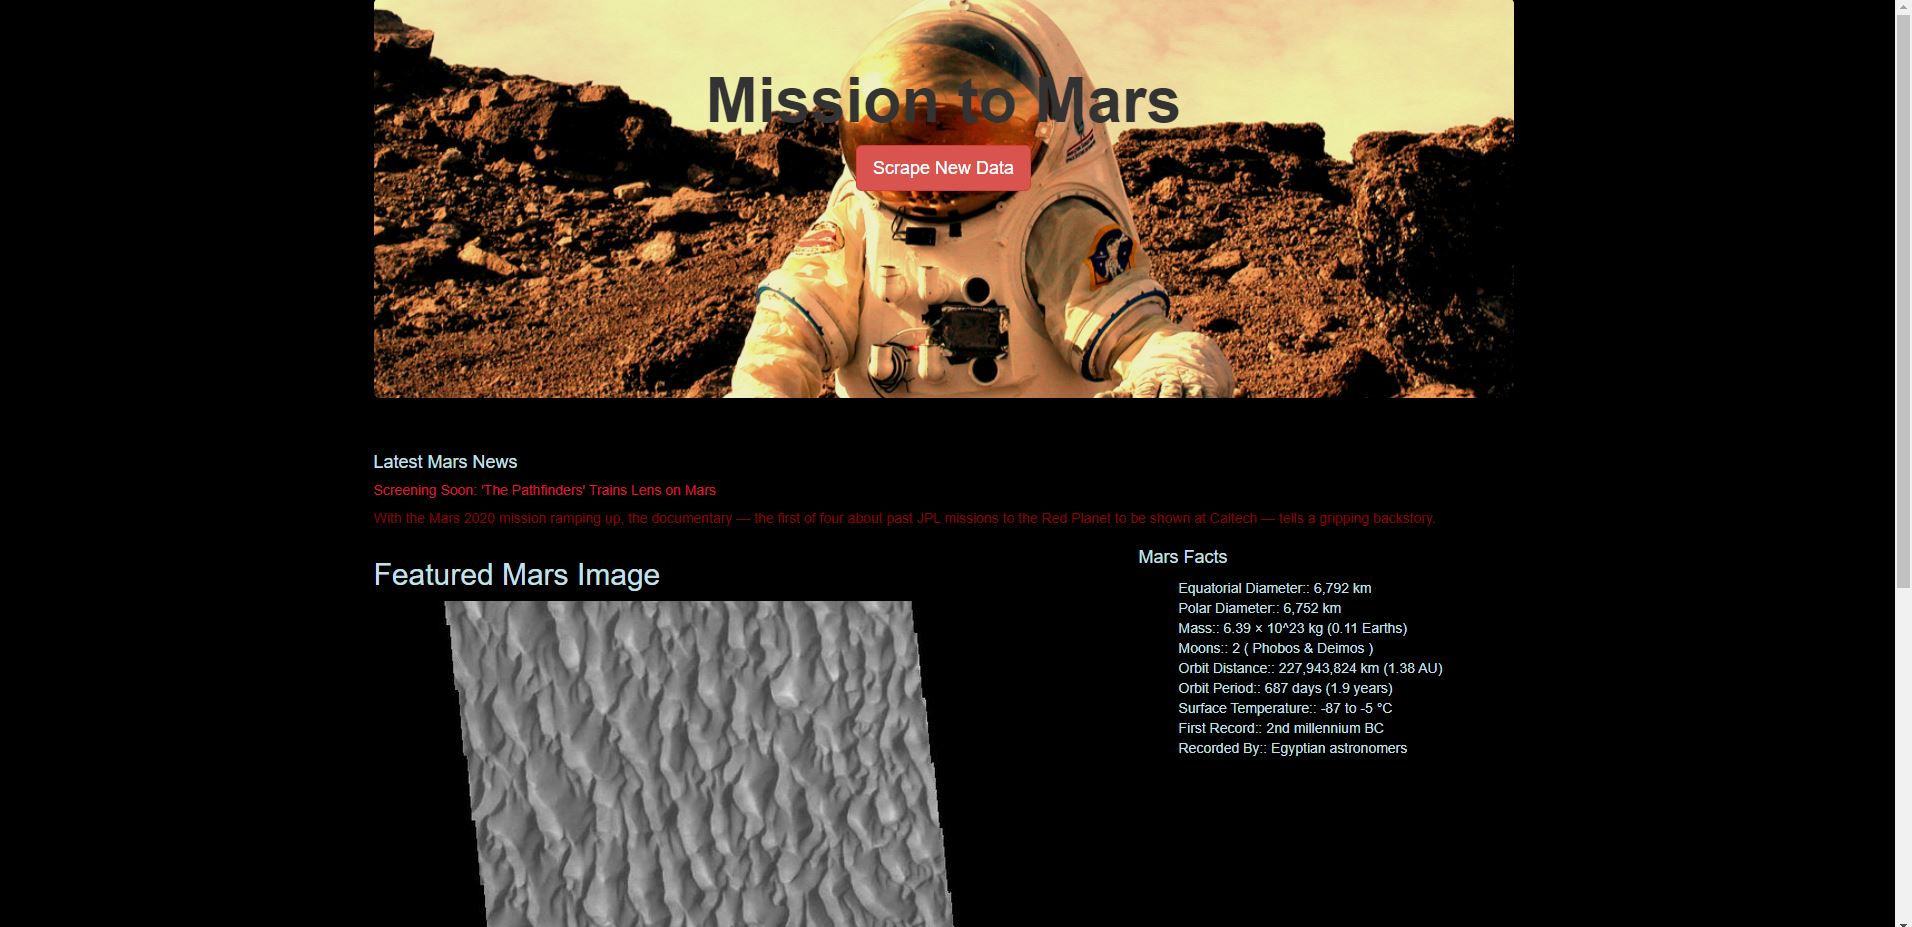 Mission to Mars
Scrape New Data
Latest Mars News
Screening Soon: 'The Pathfinders' Trains Lens on Mars
With the Mars 2020 mission ramping up, the documentary — the first of four about past JPL missions to the Red Planet to be shown at Caltech — tells a gripping backstory.
Featured Mars Image
Mars Facts
Equatorial Diameter:: 6,792 km
Polar Diameter:: 6,752 km
Mass:: 6.39 × 10^23 kg (0.11 Earths)
Moons:: 2 ( Phobos & Deimos )
Orbit Distance:: 227,943,824 km (1.38 AU)
Orbit Period:: 687 days (1.9 years)
Surface Temperature:: -87 to -5 °C
First Record:: 2nd millennium BC
Recorded By:: Egyptian astronomers